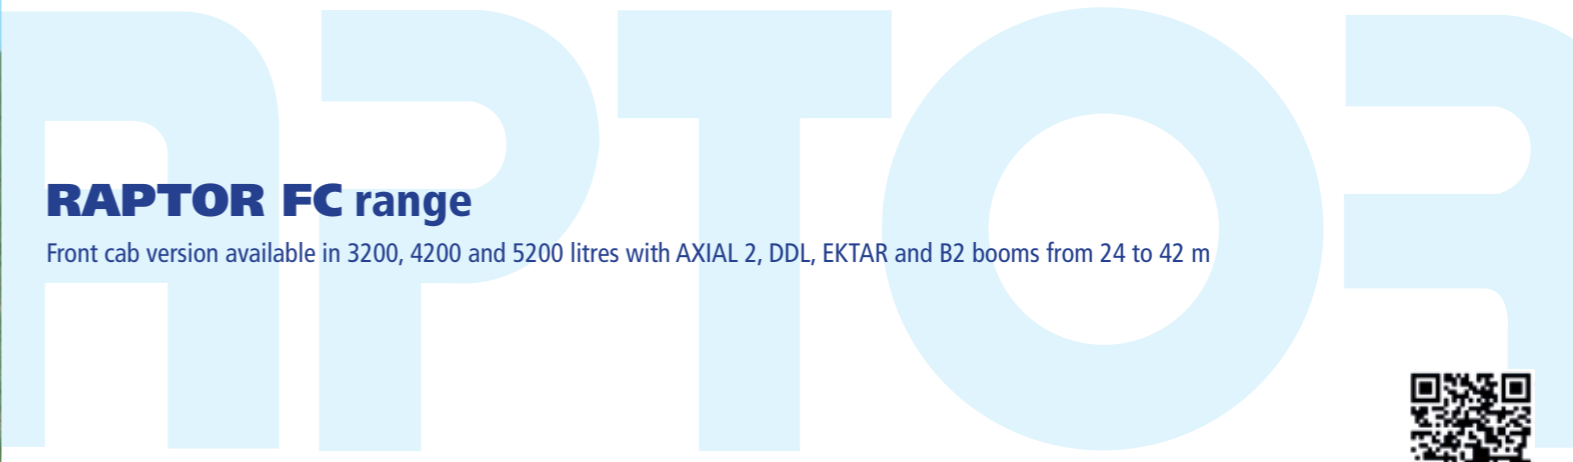 APTOR
RAPTOR FC range
Front cab version available in 3200, 4200 and 5200 litres with AXIAL 2, DDL, EKTAR and B2 booms from 24 to 42 m